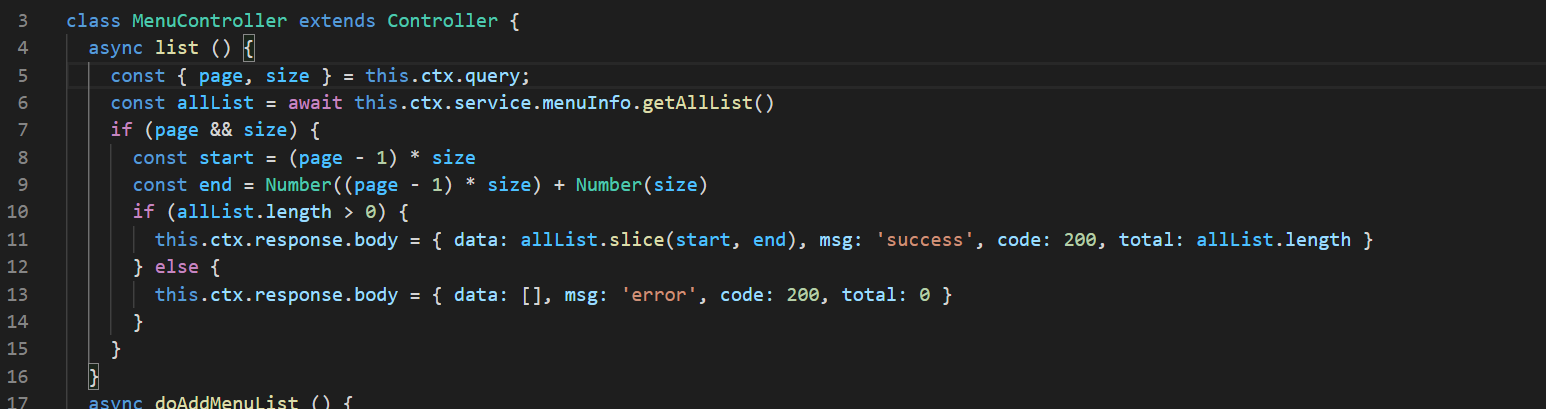 3 class MenuController extends Controller {
4 async list () {
5 const { page, size } = this.ctx.query;
6 const allList = await this.ctx.service.menuInfo.getAllList()
7 if (page && size) {
8 const start = (page - 1) * size
9 const end = Number((page - 1) * size) + Number(size)
10 if (allList.length > 0) {
11 this.ctx.response.body = { data: allList.slice(start, end), msg: 'success', code: 200, total: allList.length }
12 } else {
13 this.ctx.response.body = { data: [], msg: 'error', code: 200, total: 0 }
14 }
15 }
16 }
17 async doAddMenuList () {